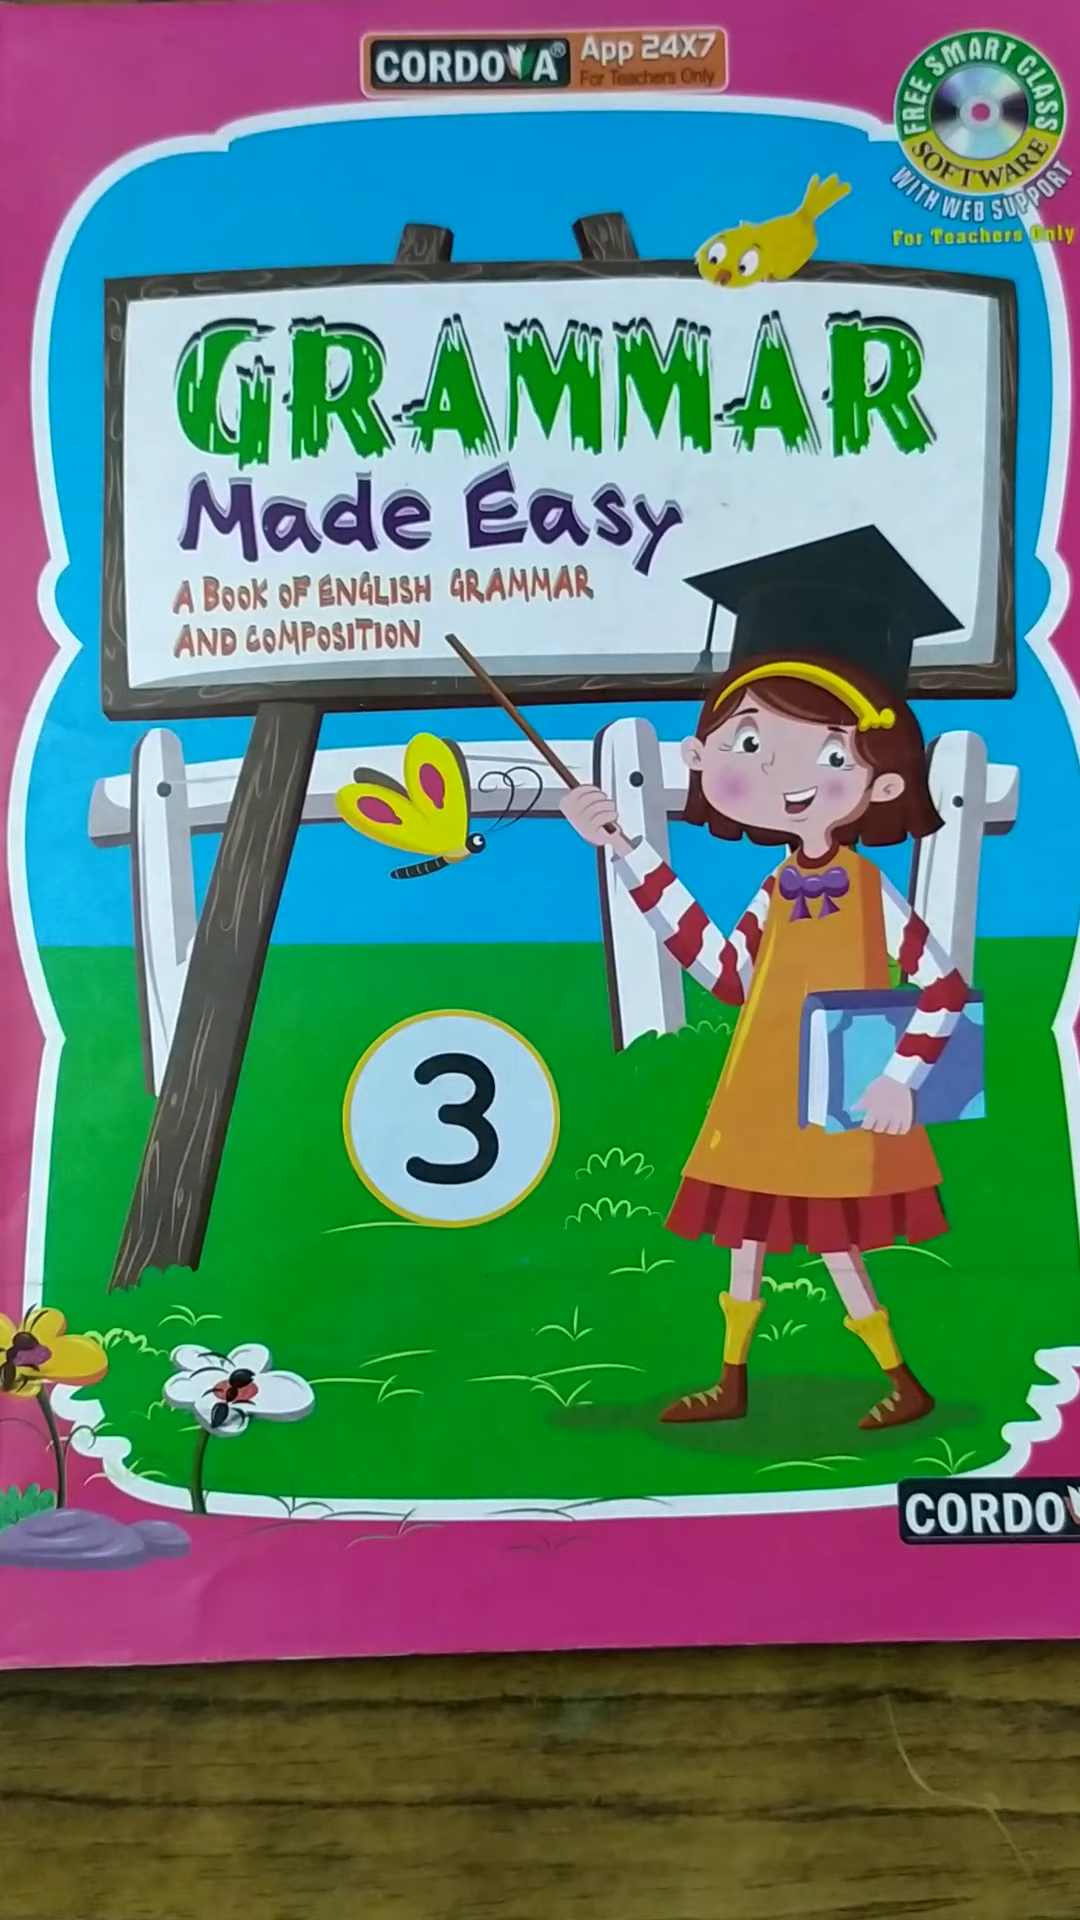 CORDOVA® App 24X7
For Teachers Only
FREE SMART CLASS
SOFTWARE
WITH WEB SUPPORT
For Teachers Only
GRAMMAR
Made Easy
A BOOK OF ENGLISH GRAMMAR
AND COMPOSITION
3
CORDO